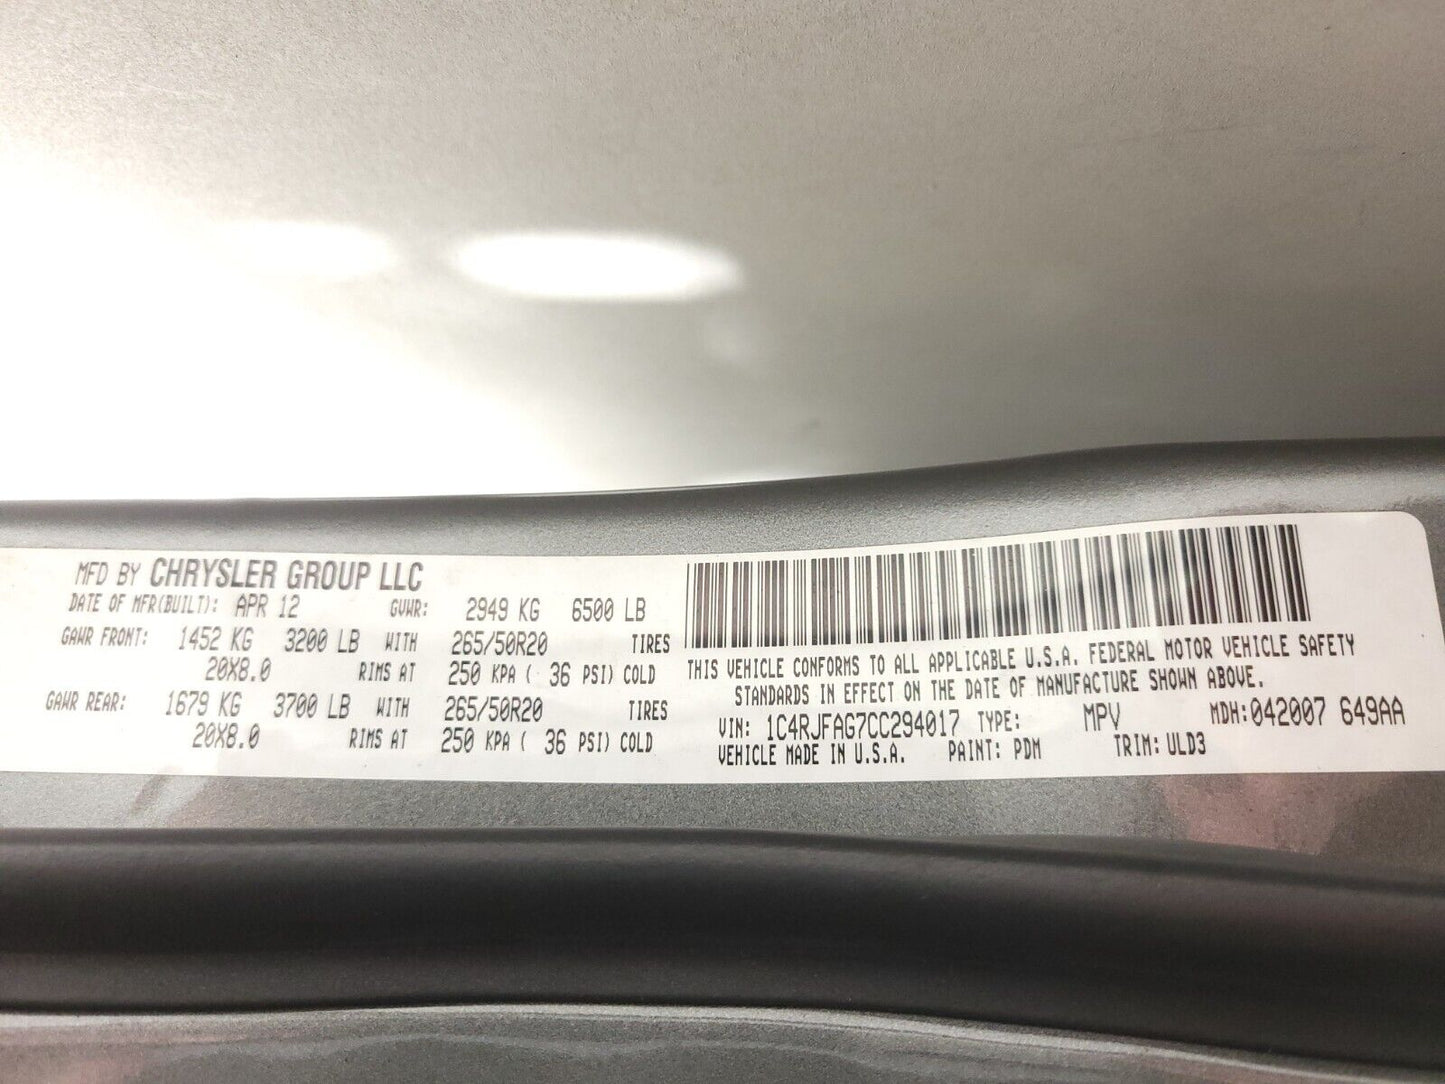 MFD BY CHRYSLER GROUP LLC
DATE OF MFR(BUILT): APR 12 GVWR: 2949 KG 6500 LB
GAWR FRONT: 1452 KG 3200 LB WITH 265/50R20 TIRES
20X8.0 RIMS AT 250 KPA ( 36 PSI) COLD
GAWR REAR: 1679 KG 3700 LB WITH 265/50R20 TIRES
20X8.0 RIMS AT 250 KPA ( 36 PSI) COLD
THIS VEHICLE CONFORMS TO ALL APPLICABLE U.S.A. FEDERAL MOTOR VEHICLE SAFETY
STANDARDS IN EFFECT ON THE DATE OF MANUFACTURE SHOWN ABOVE.
VIN: 1C4RJFAG7CC294017 TYPE: MPV MDH:042007 649AA
VEHICLE MADE IN U.S.A. PAINT: PDM TRIM: ULD3